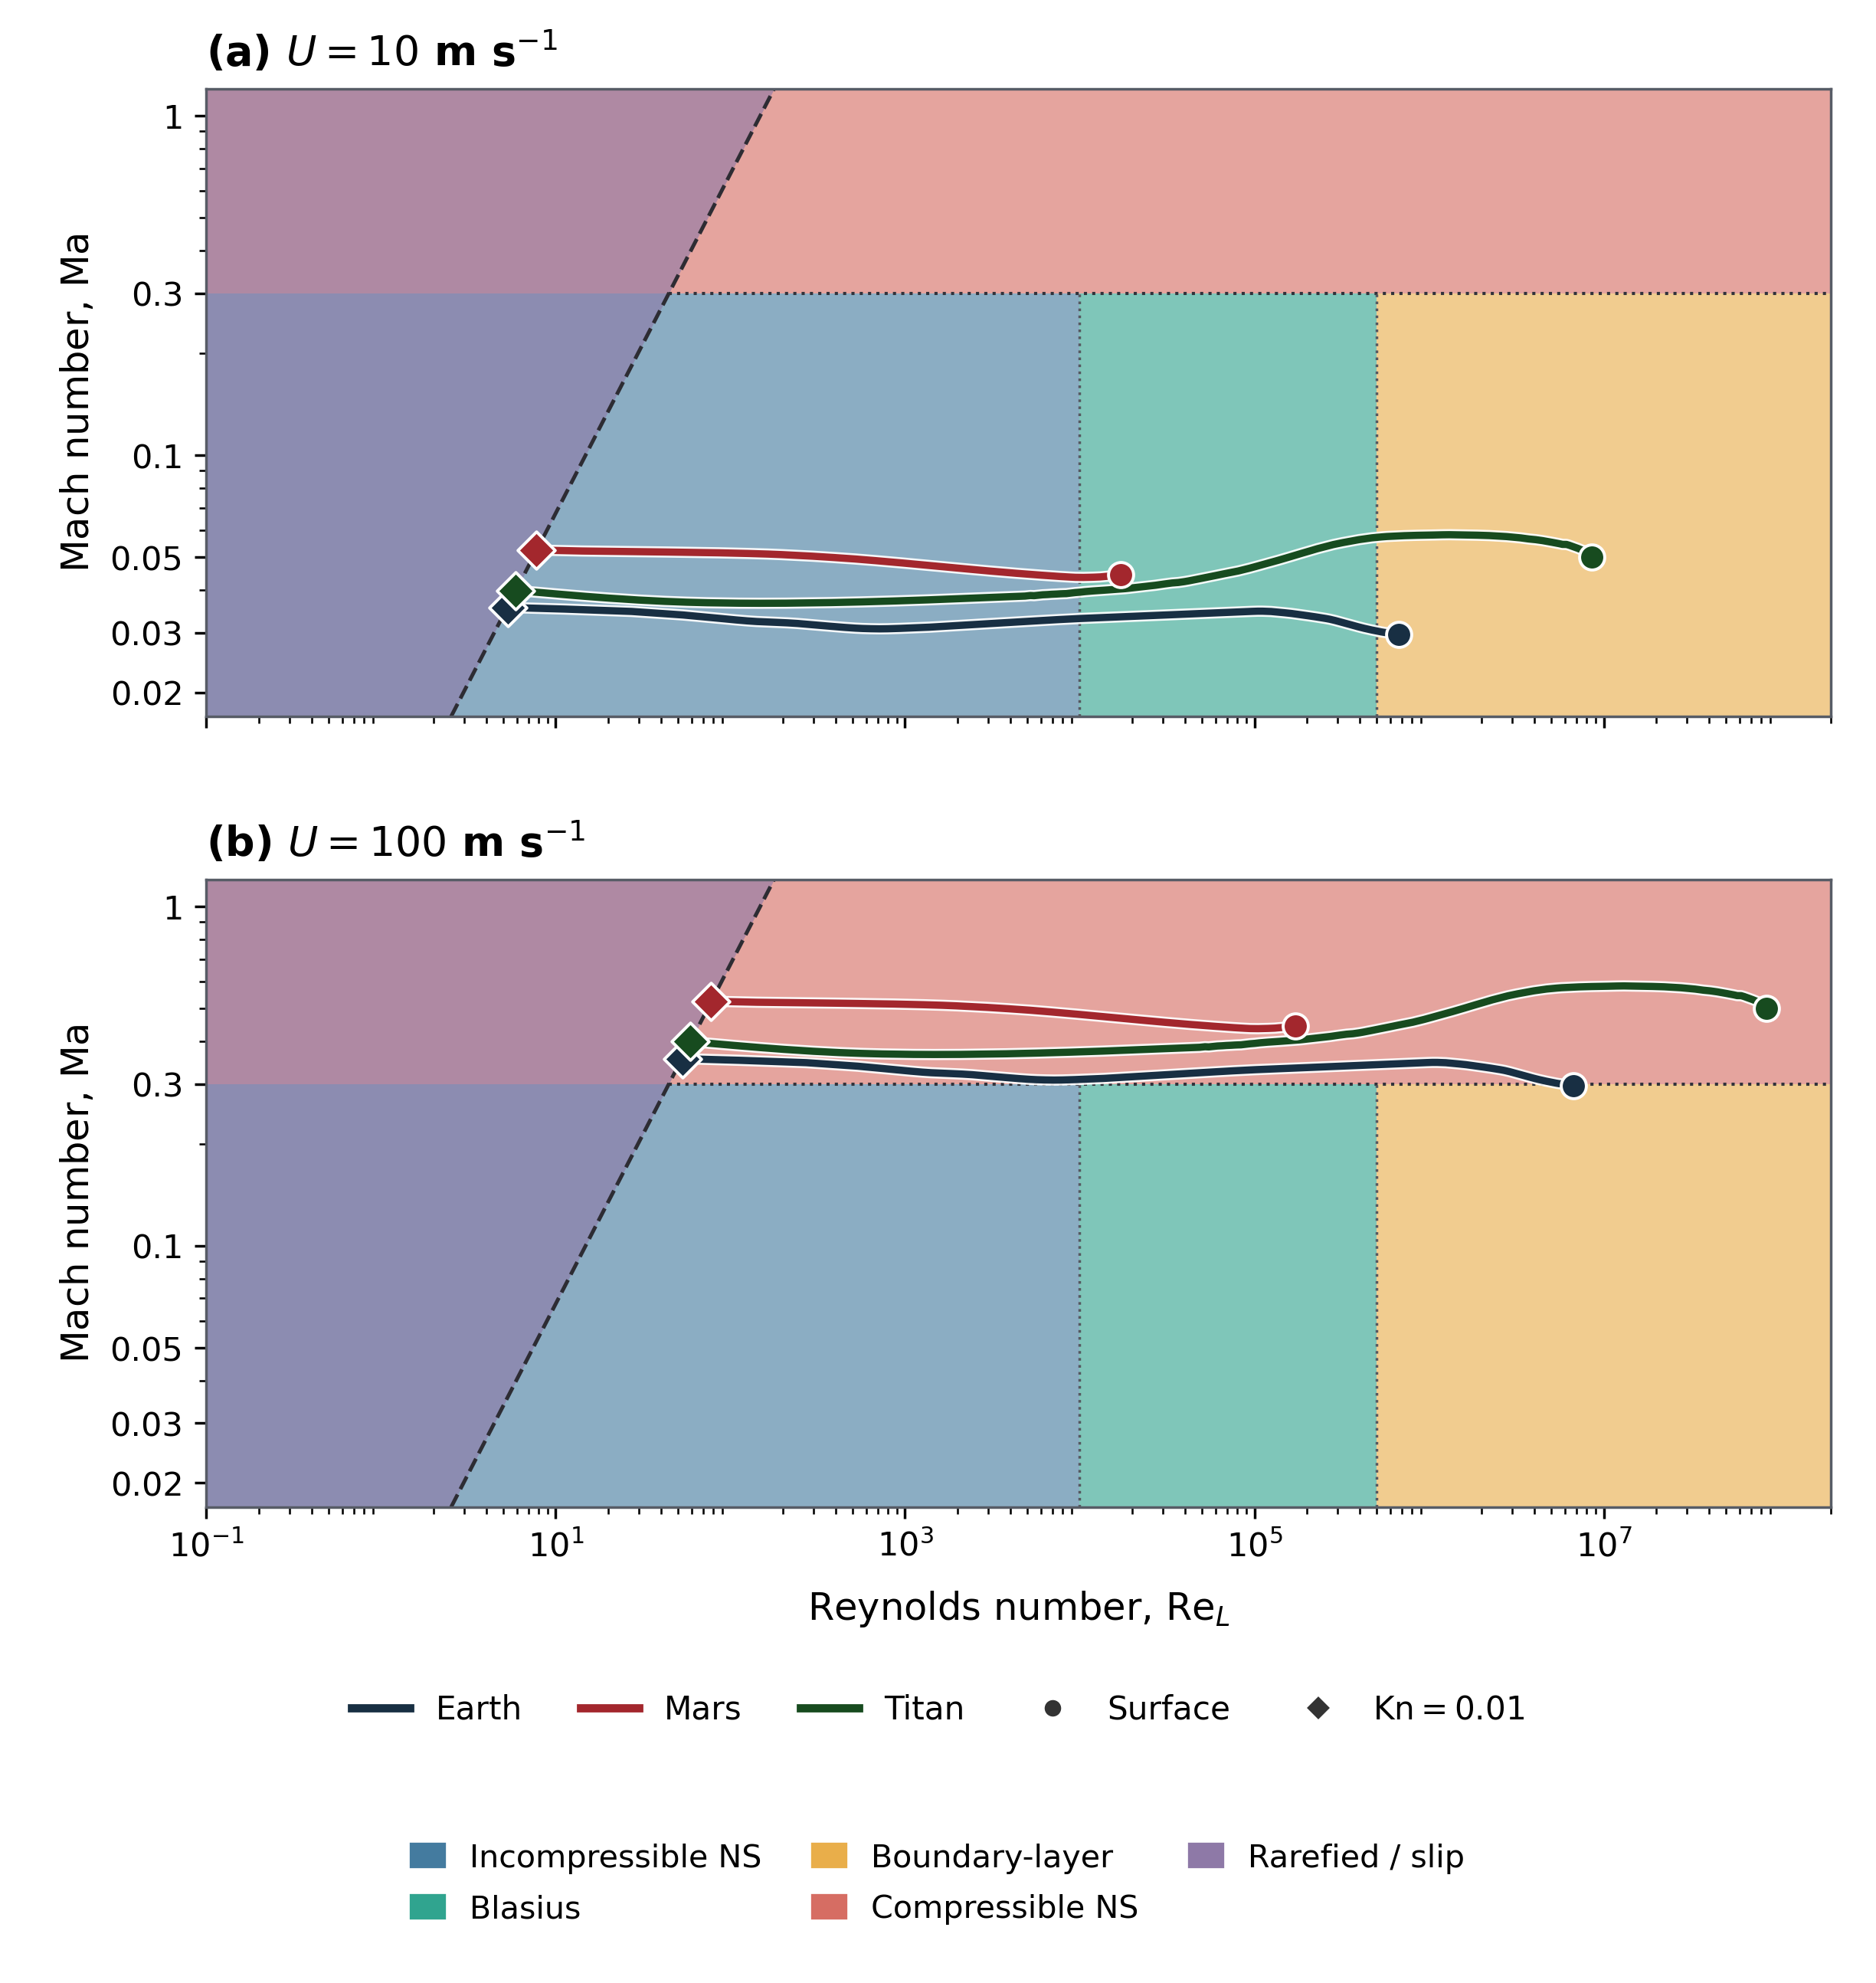 (a) U = 10 m s⁻¹
Mach number, Ma
1
0.3
0.1
0.05
0.03
0.02
(b) U = 100 m s⁻¹
Mach number, Ma
1
0.3
0.1
0.05
0.03
0.02
10⁻¹ 10¹ 10³ 10⁵ 10⁷
Reynolds number, Re_L
Earth Mars Titan Surface Kn = 0.01
Incompressible NS Boundary-layer Rarefied / slip
Blasius Compressible NS